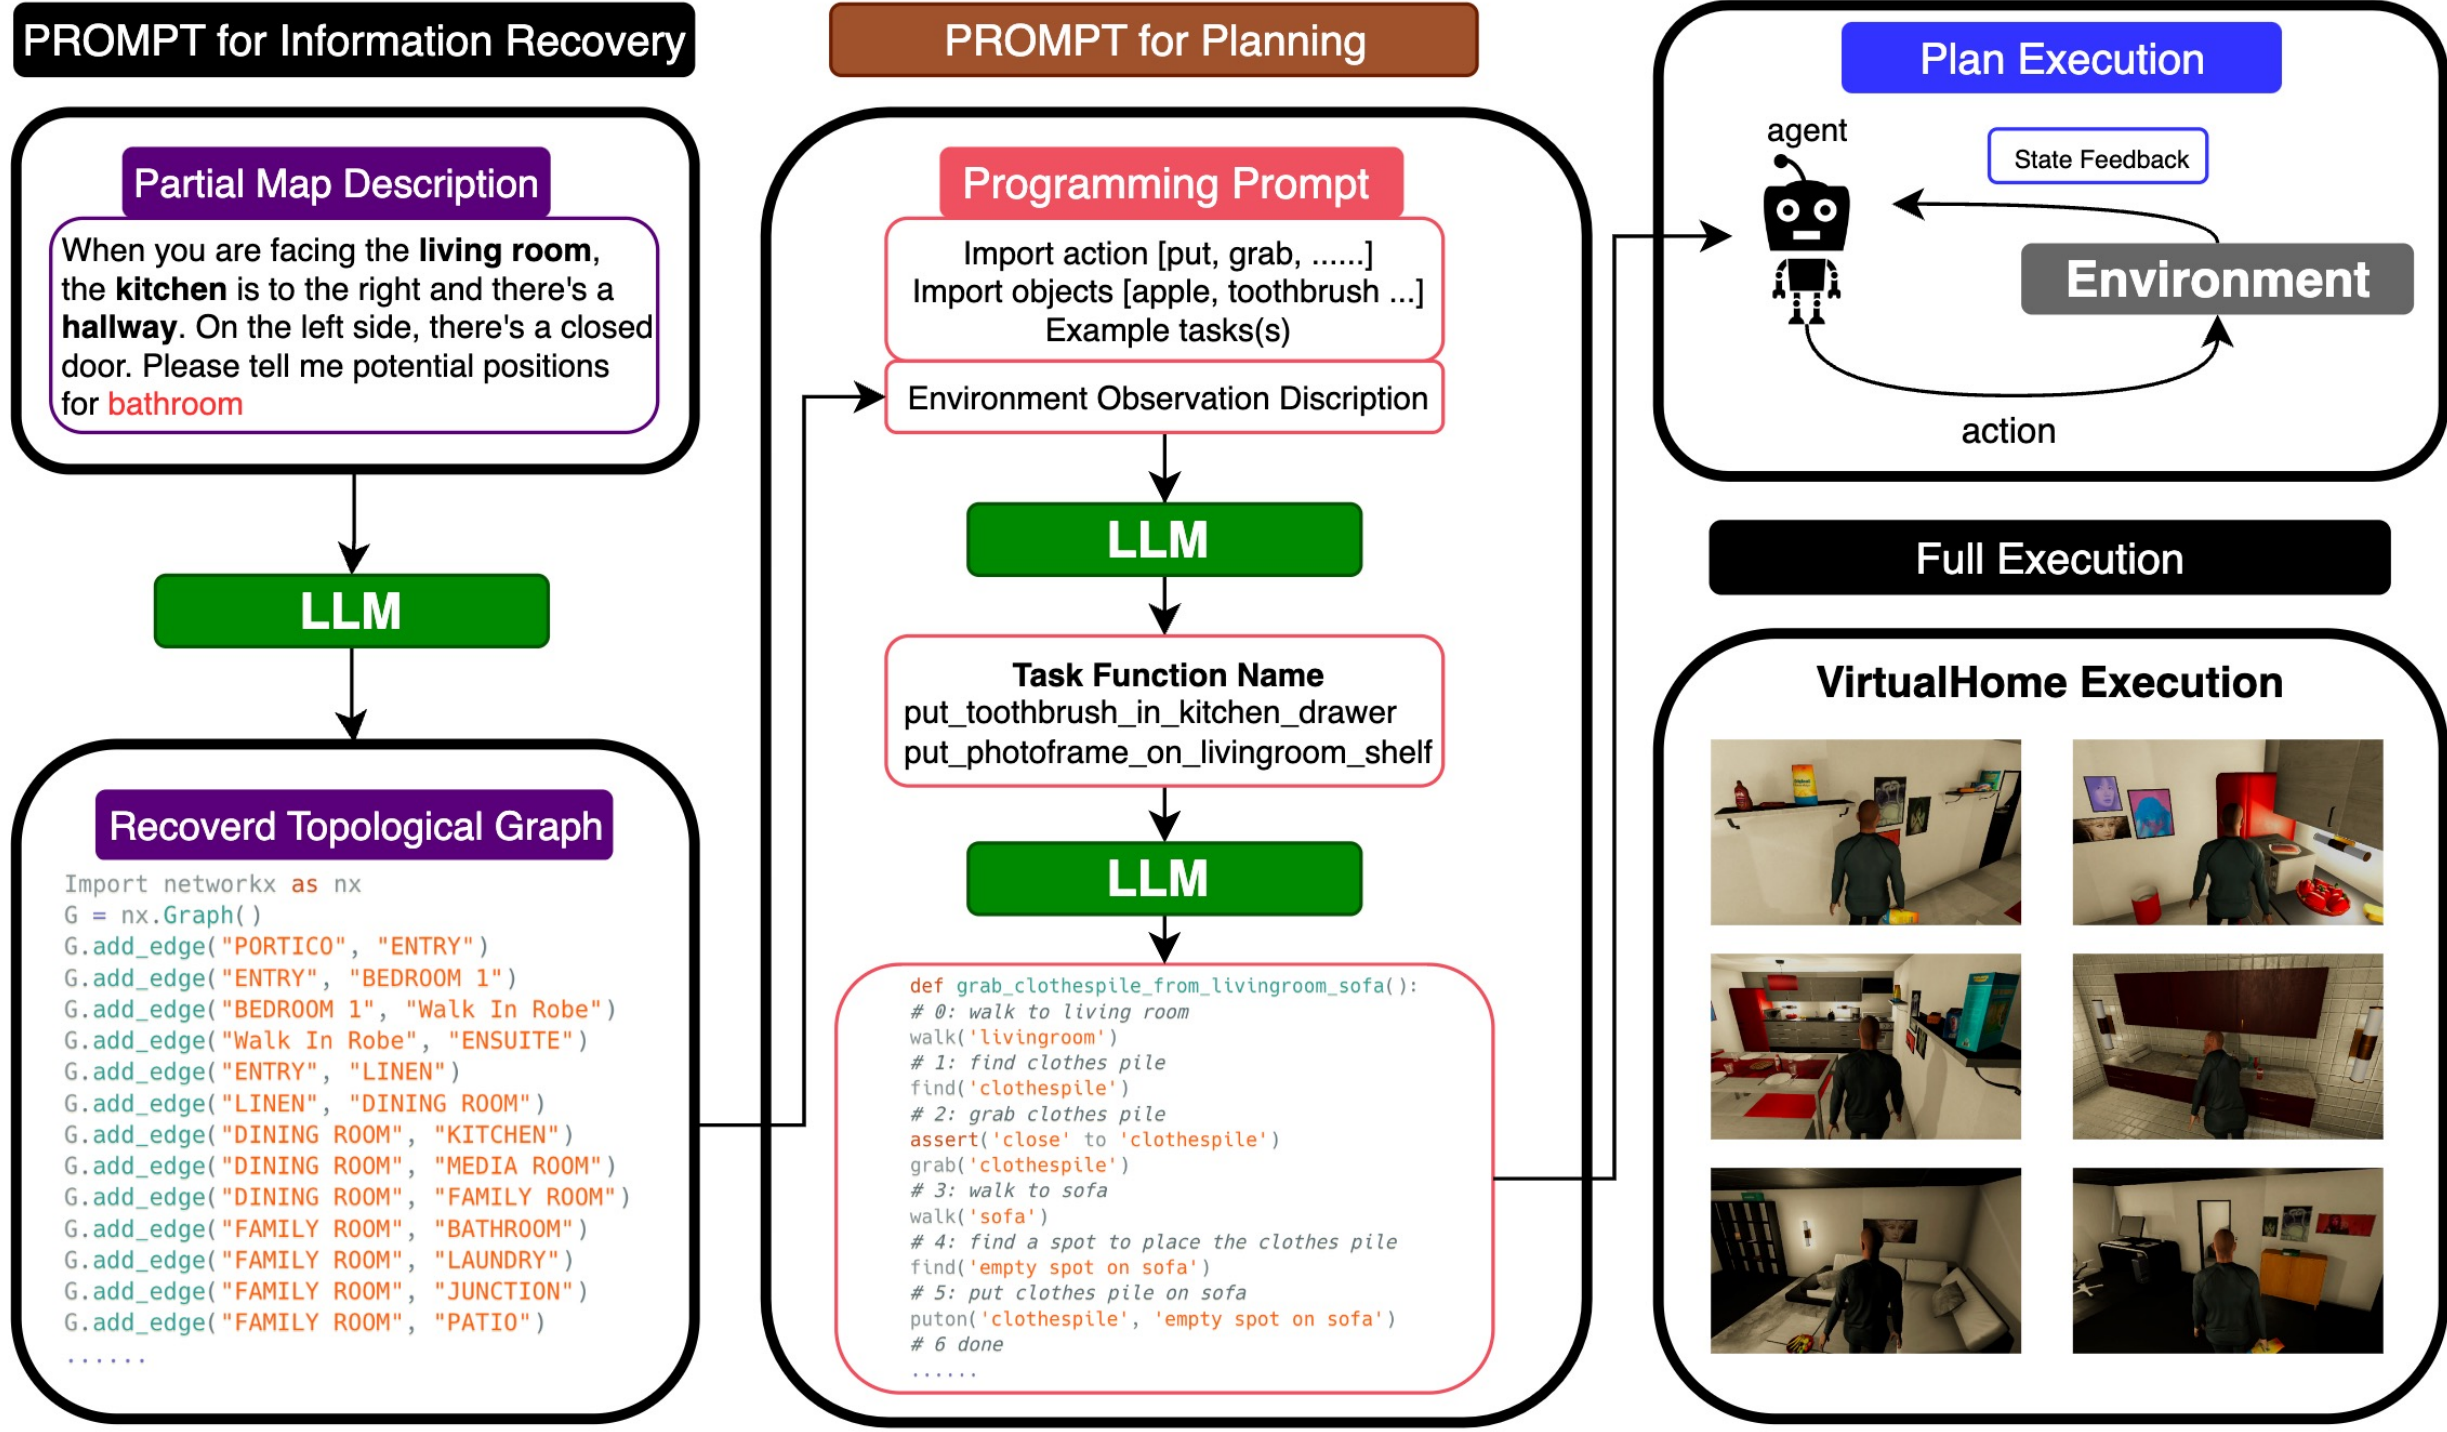 PROMPT for Information Recovery
Partial Map Description
When you are facing the living room,
the kitchen is to the right and there's a
hallway. On the left side, there's a closed
door. Please tell me potential positions
for bathroom
LLM
Recoverd Topological Graph
Import networkx as nx
G = nx.Graph()
G.add_edge("PORTICO", "ENTRY")
G.add_edge("ENTRY", "BEDROOM 1")
G.add_edge("BEDROOM 1", "Walk In Robe")
G.add_edge("Walk In Robe", "ENSUITE")
G.add_edge("ENTRY", "LINEN")
G.add_edge("LINEN", "DINING ROOM")
G.add_edge("DINING ROOM", "KITCHEN")
G.add_edge("DINING ROOM", "MEDIA ROOM")
G.add_edge("DINING ROOM", "FAMILY ROOM")
G.add_edge("FAMILY ROOM", "BATHROOM")
G.add_edge("FAMILY ROOM", "LAUNDRY")
G.add_edge("FAMILY ROOM", "JUNCTION")
G.add_edge("FAMILY ROOM", "PATIO")
......
PROMPT for Planning
Programming Prompt
Import action [put, grab, ......]
Import objects [apple, toothbrush ...]
Example tasks(s)
Environment Observation Discription
LLM
Task Function Name
put_toothbrush_in_kitchen_drawer
put_photoframe_on_livingroom_shelf
LLM
def grab_clothespile_from_livingroom_sofa():
# 0: walk to living room
walk('livingroom')
# 1: find clothes pile
find('clothespile')
# 2: grab clothes pile
assert('close' to 'clothespile')
grab('clothespile')
# 3: walk to sofa
walk('sofa')
# 4: find a spot to place the clothes pile
find('empty spot on sofa')
# 5: put clothes pile on sofa
puton('clothespile', 'empty spot on sofa')
# 6 done
......
Plan Execution
agent
State Feedback
Environment
action
Full Execution
VirtualHome Execution